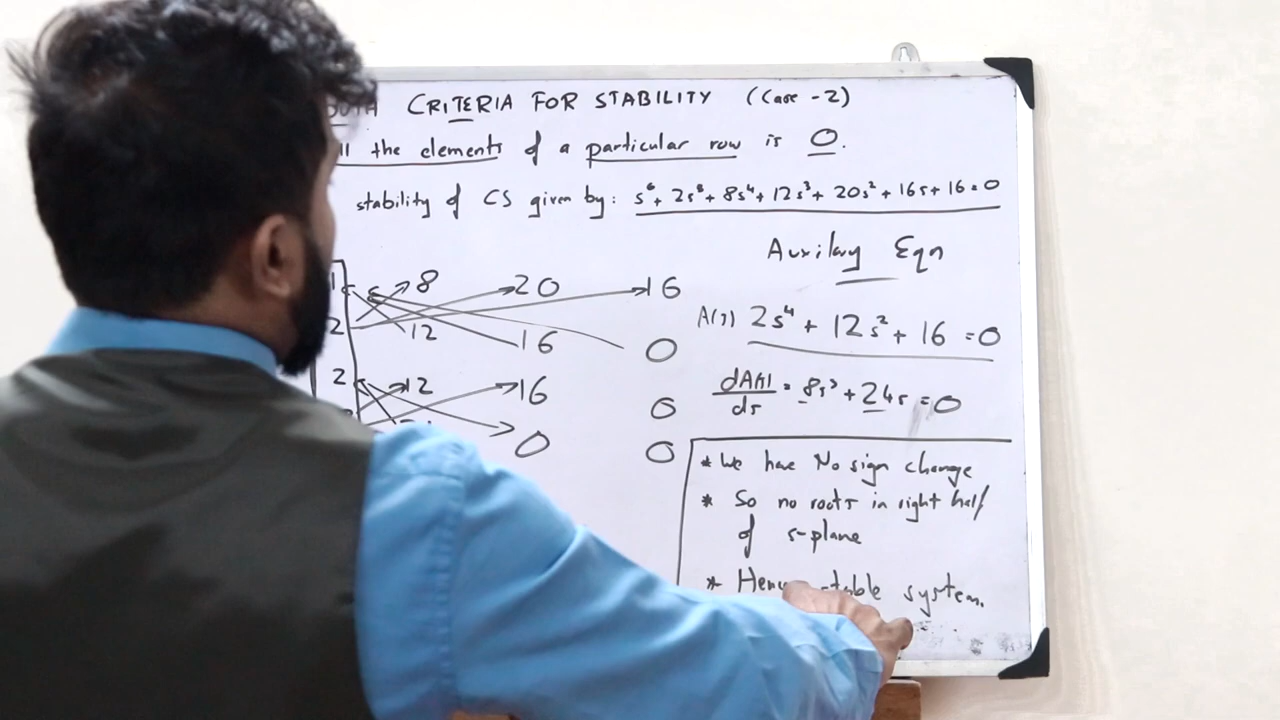 CRITERIA FOR STABILITY (Case -2)
the elements of a particular row is 0.
stability of CS given by: s⁶ + 2s⁵ + 8s⁴ + 12s³ + 20s² + 16s + 16 = 0
Auxilary Eqn
1 8 20 16
A(s) 2s⁴ + 12s² + 16 = 0
2 12 16 0
2 12 16 0
dA(s)/ds = 8s³ + 24s = 0
0 0
* We have No sign change
* So no roots in right half
of s-plane
* system.